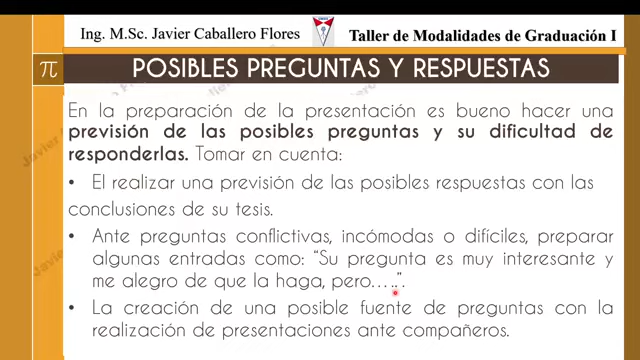 Ing. M.Sc. Javier Caballero Flores
Taller de Modalidades de Graduación I
π
POSIBLES PREGUNTAS Y RESPUESTAS
En la preparación de la presentación es bueno hacer una
previsión de las posibles preguntas y su dificultad de
responderlas. Tomar en cuenta:
• El realizar una previsión de las posibles respuestas con las
conclusiones de su tesis.
• Ante preguntas conflictivas, incómodas o difíciles, preparar
algunas entradas como: “Su pregunta es muy interesante y
me alegro de que la haga, pero…..”.
• La creación de una posible fuente de preguntas con la
realización de presentaciones ante compañeros.